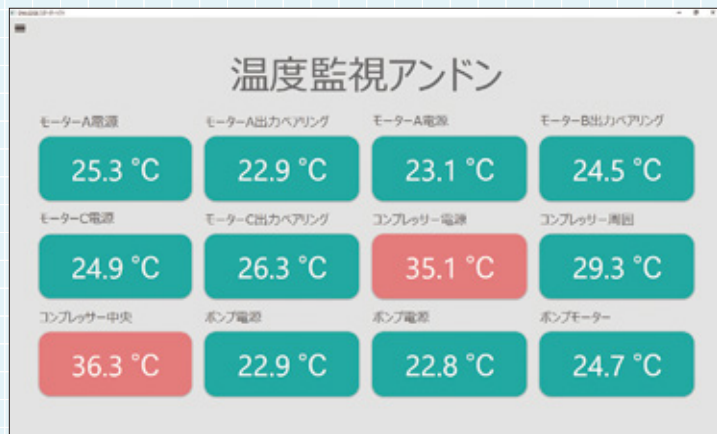 温度監視アンドン
モーターA電源 モーターA出力ベアリング モーターA電源 モーターB出力ベアリング
25.3 °C 22.9 °C 23.1 °C 24.5 °C
モーターC電源 モーターC出力ベアリング コンプレッサー電源 コンプレッサー周囲
24.9 °C 26.3 °C 35.1 °C 29.3 °C
コンプレッサー中央 ポンプ電源 ポンプ電源 ポンプモーター
36.3 °C 22.9 °C 22.8 °C 24.7 °C